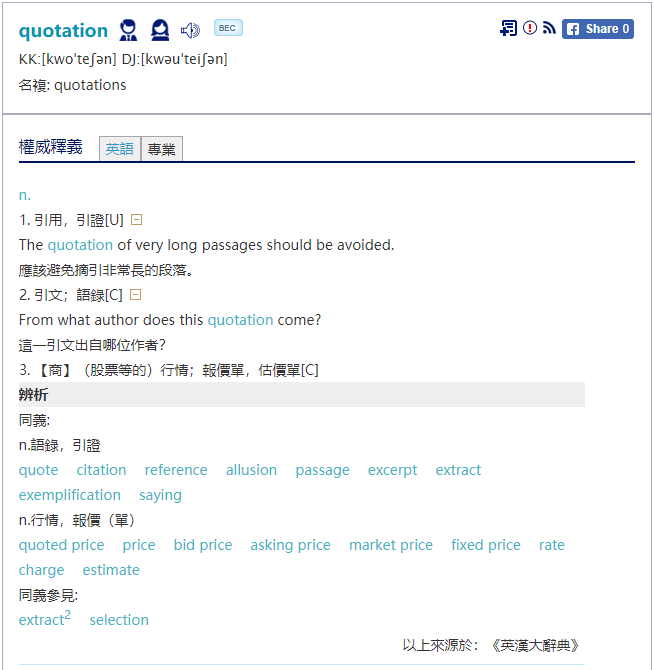 quotation BEC Share 0
KK:[kwo'teʃən] DJ:[kwəu'teiʃən]
名複: quotations
權威釋義 英語 專業
n.
1. 引用，引證[U]
The quotation of very long passages should be avoided.
應該避免摘引非常長的段落。
2. 引文；語錄[C]
From what author does this quotation come?
這一引文出自哪位作者?
3. 【商】（股票等的）行情；報價單，估價單[C]
辨析
同義:
n.語錄，引證
quote citation reference allusion passage excerpt extract
exemplification saying
n.行情，報價（單）
quoted price price bid price asking price market price fixed price rate
charge estimate
同義參見:
extract2 selection
以上來源於：《英漢大辭典》